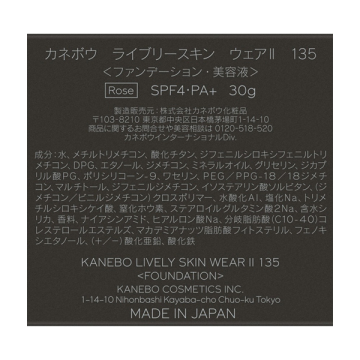 カネボウ ライブリースキン ウェアⅡ 135
＜ファンデーション・美容液＞
Rose SPF4・PA+ 30g
製造販売元：株式会社カネボウ化粧品
〒103-8210 東京都中央区日本橋茅場町1-14-10
商品に関するお問合せや美容相談は 0120-518-520
カネボウインターナショナルDiv.
成分：水、メチルトリメチコン、酸化チタン、ジフェニルシロキシフェニルトリ
メチコン、DPG、エタノール、ジメチコン、ミネラルオイル、グリセリン、ジカプ
リル酸PG、ポリシリコーン-9、ワセリン、PEG／PPG-18／18ジメチ
コン、マルチトール、ジフェニルジメチコン、イソステアリン酸ソルビタン、（ジメ
チコン／ビニルジメチコン）クロスポリマー、水酸化Al、塩化Na、トリメ
チルシロキシケイ酸、窒化ホウ素、ステアロイルグルタミン酸2Na、含水シリ
カ、香料、ナイアシンアミド、ヒアルロン酸Na、分岐脂肪酸（C10-40）コ
レステロールエステルズ、マカデミアナッツ脂肪酸フィトステリル、フェノキ
シエタノール、（+／−）酸化亜鉛、酸化鉄
KANEBO LIVELY SKIN WEAR II 135
<FOUNDATION>
KANEBO COSMETICS INC.
1-14-10 Nihonbashi Kayaba-cho Chuo-ku Tokyo
MADE IN JAPAN